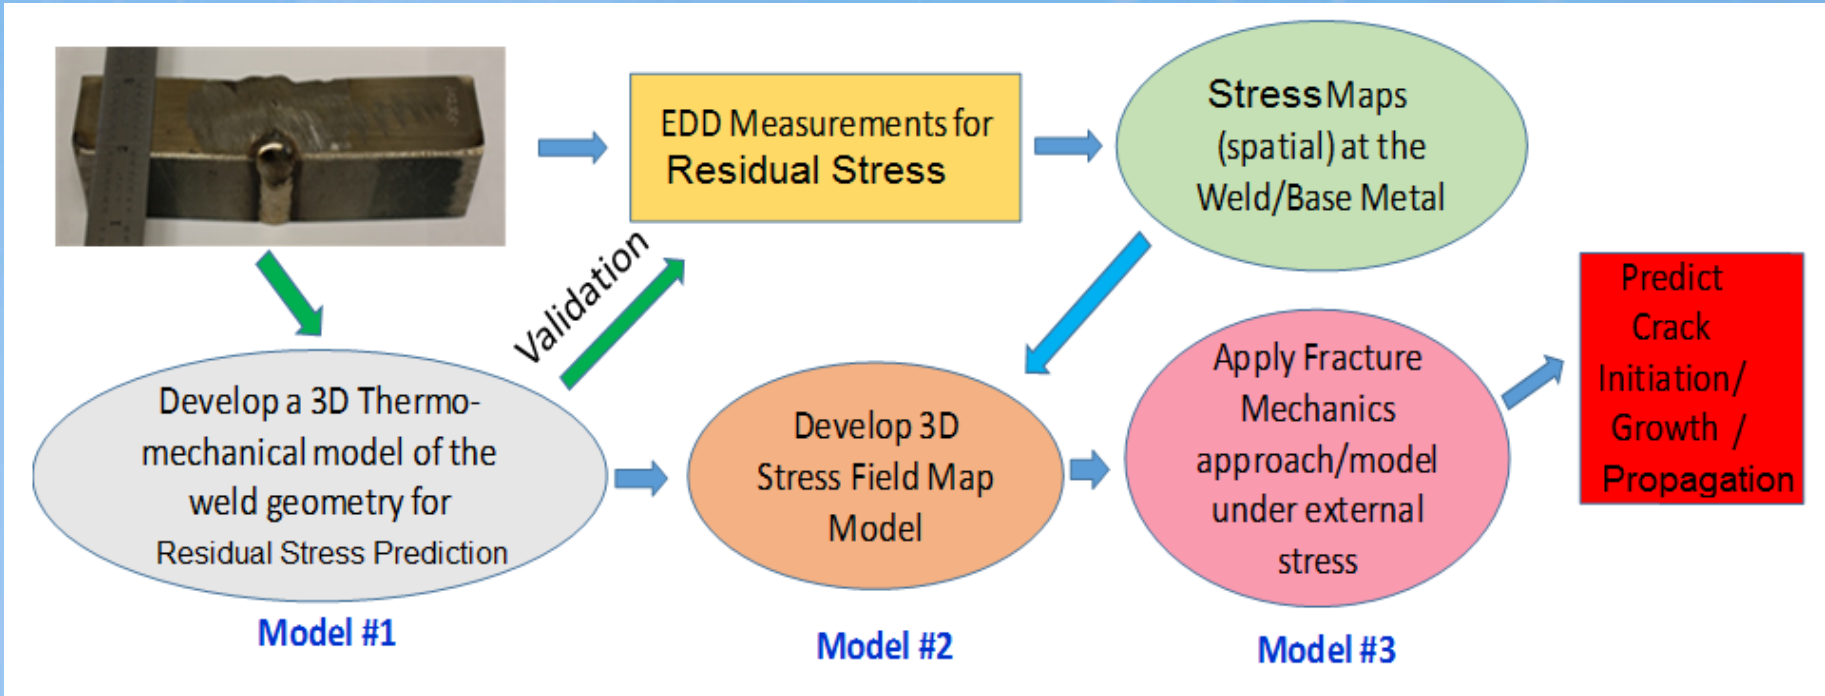 EDD Measurements for
Residual Stress
Stress Maps
(spatial) at the
Weld/Base Metal
Validation
Develop a 3D Thermo-
mechanical model of the
weld geometry for
Residual Stress Prediction
Model #1
Develop 3D
Stress Field Map
Model
Model #2
Apply Fracture
Mechanics
approach/model
under external
stress
Model #3
Predict
Crack
Initiation/
Growth /
Propagation